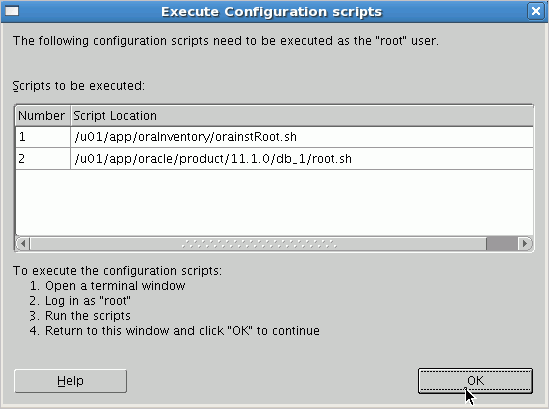 Execute Configuration scripts
The following configuration scripts need to be executed as the "root" user.
Scripts to be executed:
Number Script Location
1 /u01/app/oraInventory/orainstRoot.sh
2 /u01/app/oracle/product/11.1.0/db_1/root.sh
To execute the configuration scripts:
1. Open a terminal window
2. Log in as "root"
3. Run the scripts
4. Return to this window and click "OK" to continue
Help OK